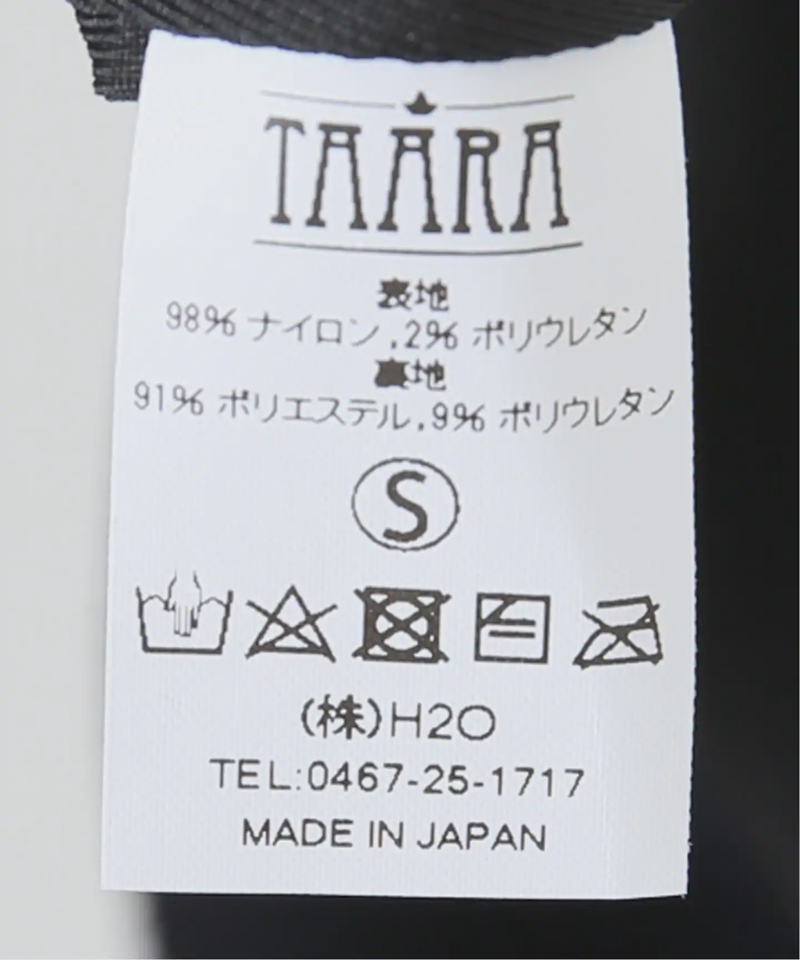 TAARA
表地
98% ナイロン,2% ポリウレタン
裏地
91% ポリエステル,9% ポリウレタン
S
(株)H2O
TEL:0467-25-1717
MADE IN JAPAN